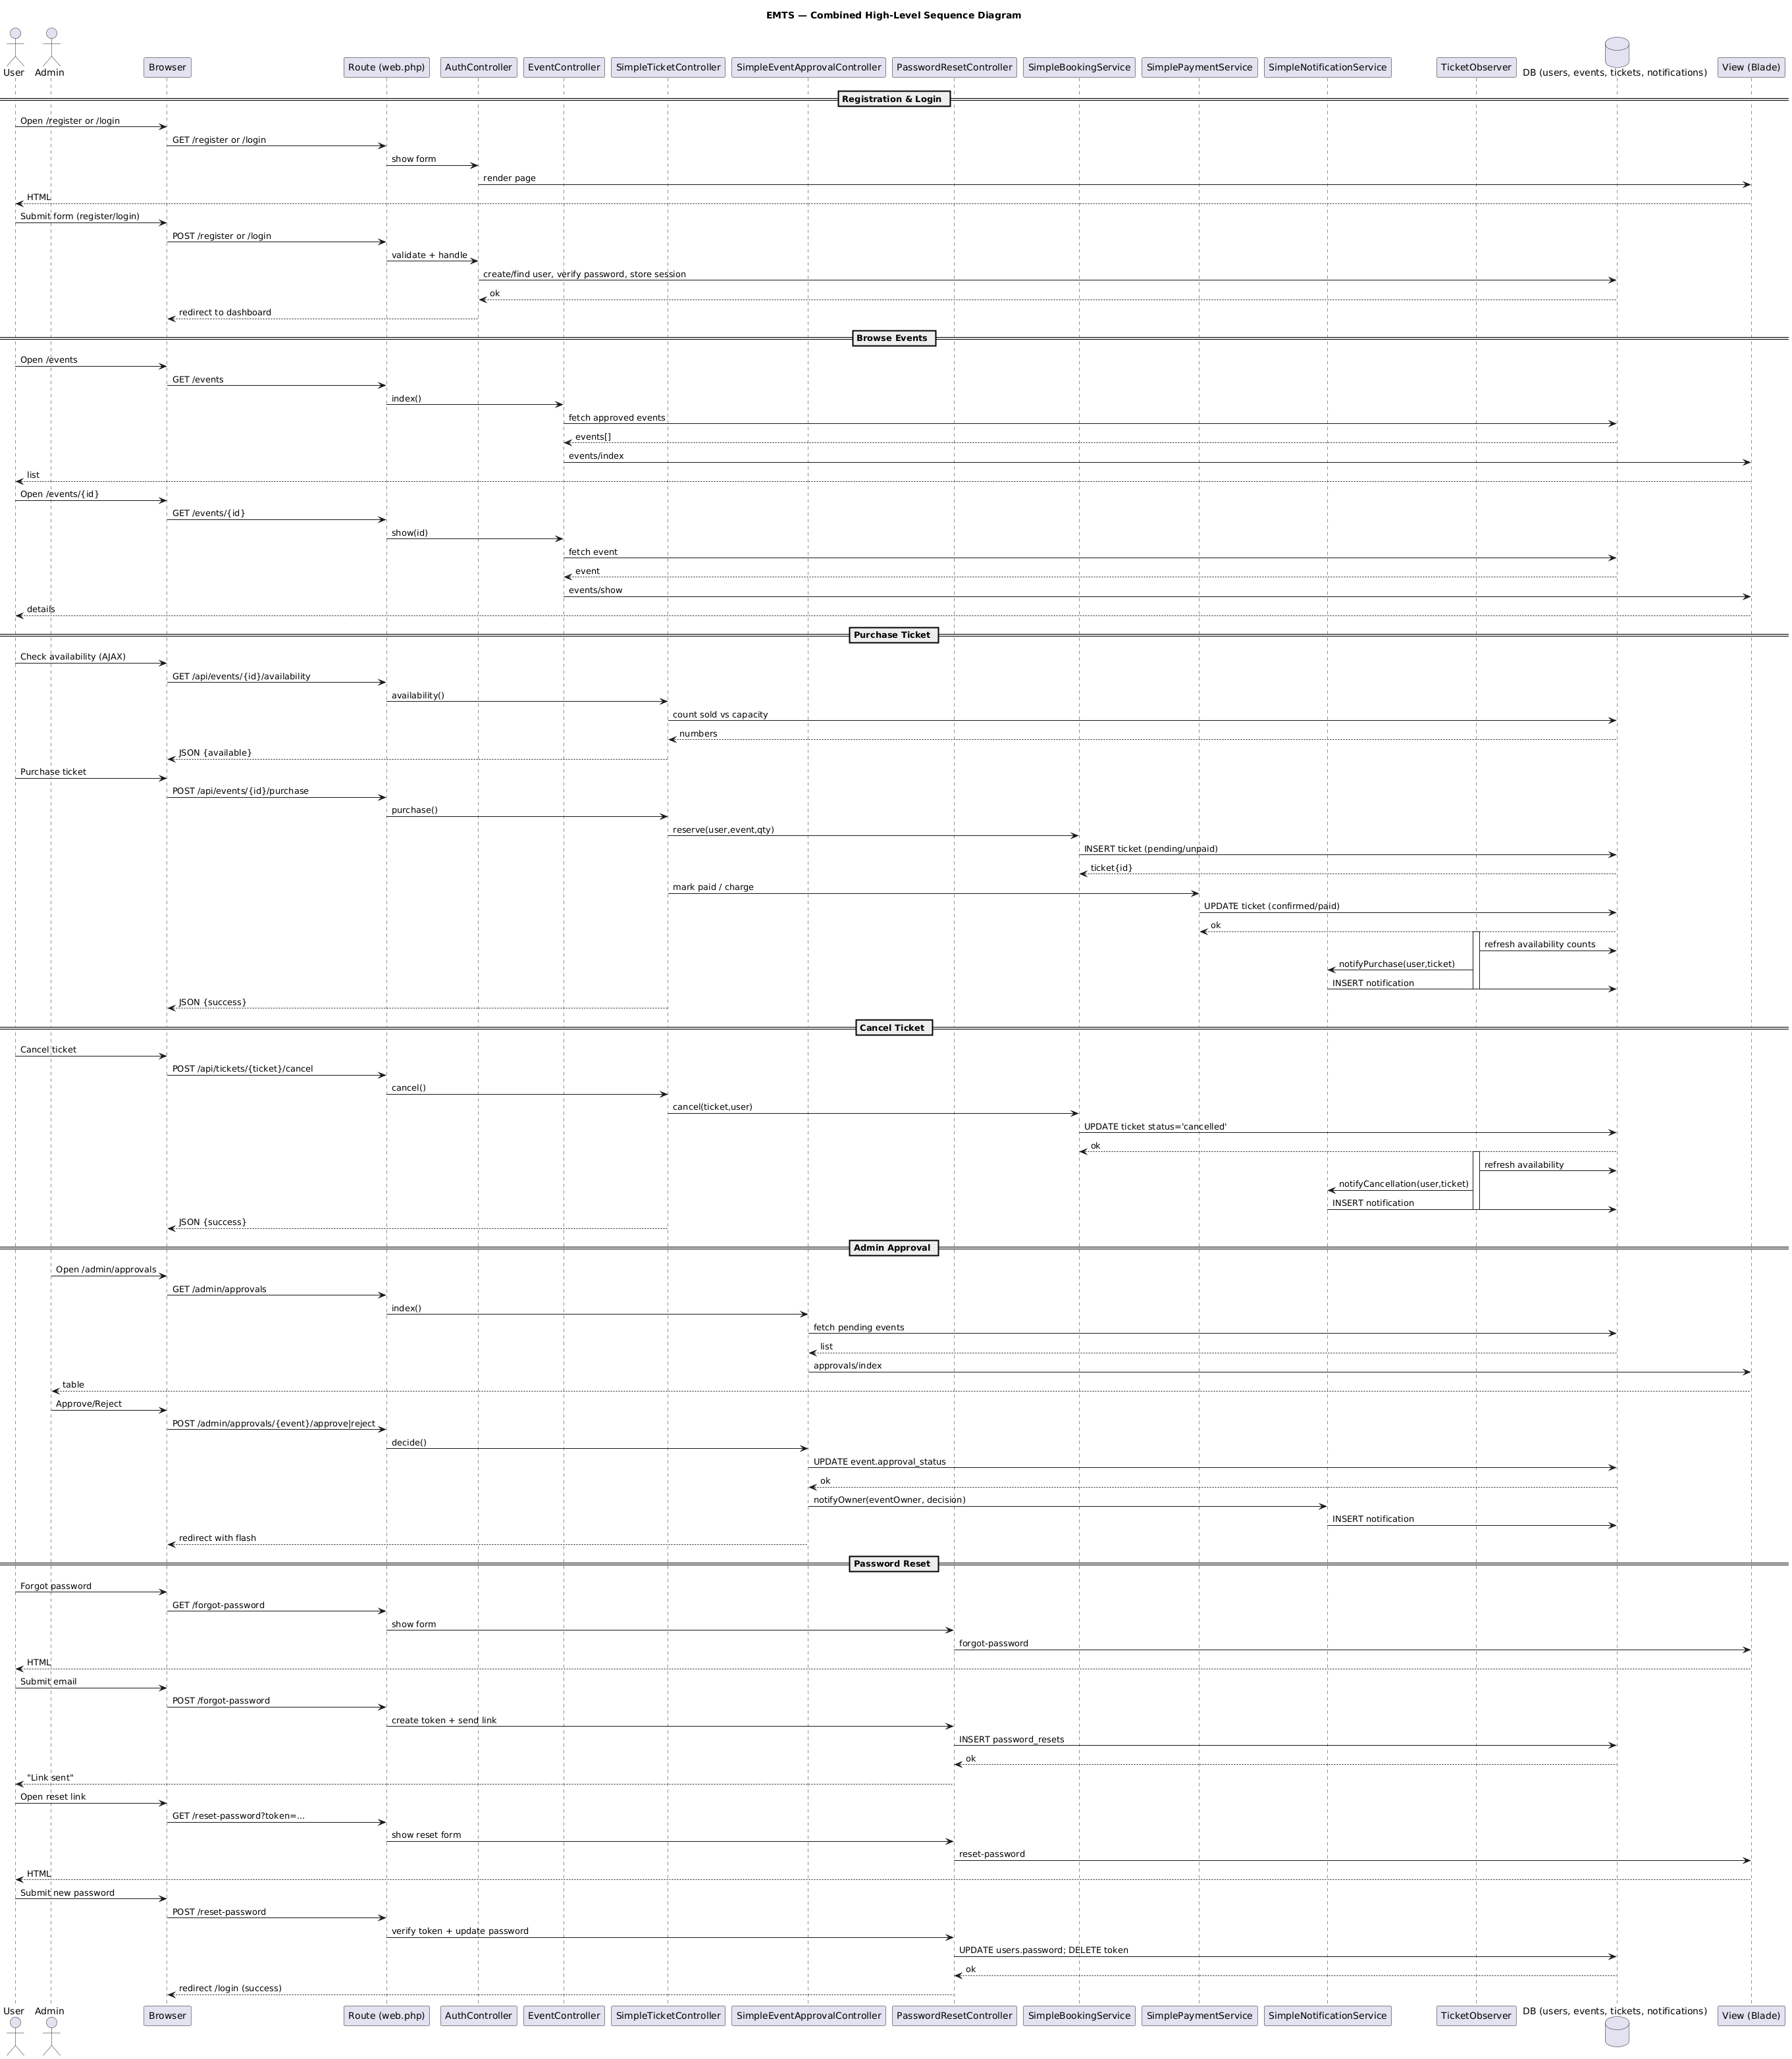 EMTS — Combined High-Level Sequence Diagram
User
Admin
Browser
Route (web.php)
AuthController
EventController
SimpleTicketController
SimpleEventApprovalController
PasswordResetController
SimpleBookingService
SimplePaymentService
SimpleNotificationService
TicketObserver
DB (users, events, tickets, notifications)
View (Blade)
Registration & Login
Open /register or /login
GET /register or /login
show form
render page
HTML
Submit form (register/login)
POST /register or /login
validate + handle
create/find user, verify password, store session
ok
redirect to dashboard
Browse Events
Open /events
GET /events
index()
fetch approved events
events[]
events/index
list
Open /events/{id}
GET /events/{id}
show(id)
fetch event
event
events/show
details
Purchase Ticket
Check availability (AJAX)
GET /api/events/{id}/availability
availability()
count sold vs capacity
numbers
JSON {available}
Purchase ticket
POST /api/events/{id}/purchase
purchase()
reserve(user,event,qty)
INSERT ticket (pending/unpaid)
ticket{id}
mark paid / charge
UPDATE ticket (confirmed/paid)
ok
refresh availability counts
notifyPurchase(user,ticket)
INSERT notification
JSON {success}
Cancel Ticket
Cancel ticket
POST /api/tickets/{ticket}/cancel
cancel()
cancel(ticket,user)
UPDATE ticket status='cancelled'
ok
refresh availability
notifyCancellation(user,ticket)
INSERT notification
JSON {success}
Admin Approval
Open /admin/approvals
GET /admin/approvals
index()
fetch pending events
list
approvals/index
table
Approve/Reject
POST /admin/approvals/{event}/approve|reject
decide()
UPDATE event.approval_status
ok
notifyOwner(eventOwner, decision)
INSERT notification
redirect with flash
Password Reset
Forgot password
GET /forgot-password
show form
forgot-password
HTML
Submit email
POST /forgot-password
create token + send link
INSERT password_resets
ok
"Link sent"
Open reset link
GET /reset-password?token=...
show reset form
reset-password
HTML
Submit new password
POST /reset-password
verify token + update password
UPDATE users.password; DELETE token
ok
redirect /login (success)
User
Admin
Browser
Route (web.php)
AuthController
EventController
SimpleTicketController
SimpleEventApprovalController
PasswordResetController
SimpleBookingService
SimplePaymentService
SimpleNotificationService
TicketObserver
DB (users, events, tickets, notifications)
View (Blade)